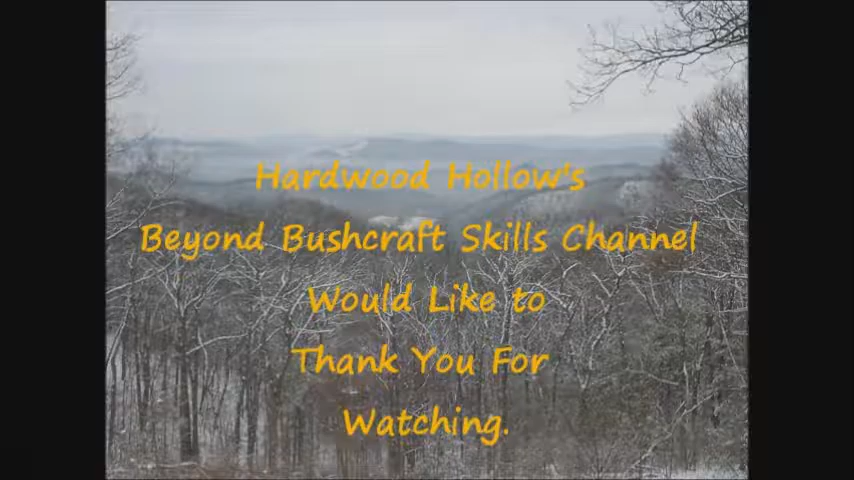 Hardwood Hollow's
Beyond Bushcraft Skills Channel
Would Like to
Thank You For
Watching.